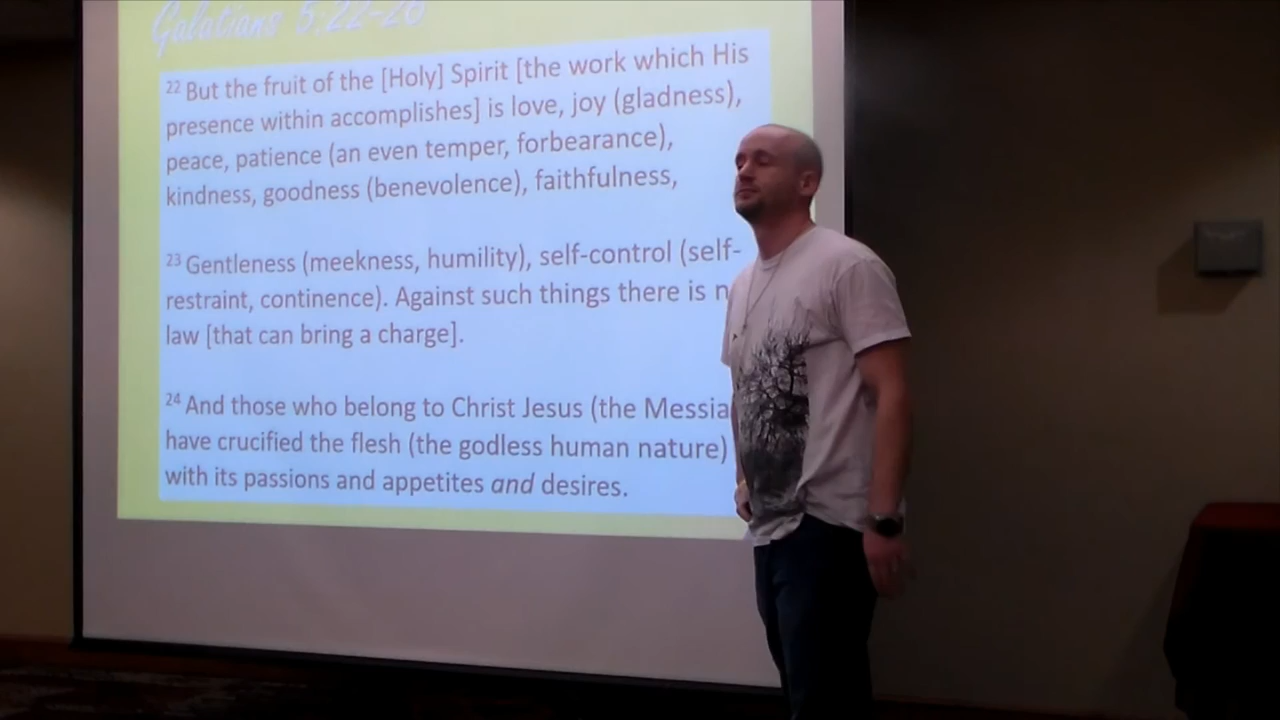 Galatians 5:22-26
22 But the fruit of the [Holy] Spirit [the work which His
presence within accomplishes] is love, joy (gladness),
peace, patience (an even temper, forbearance),
kindness, goodness (benevolence), faithfulness,
23 Gentleness (meekness, humility), self-control (self-
restraint, continence). Against such things there is n
law [that can bring a charge].
24 And those who belong to Christ Jesus (the Messia
have crucified the flesh (the godless human nature)
with its passions and appetites and desires.